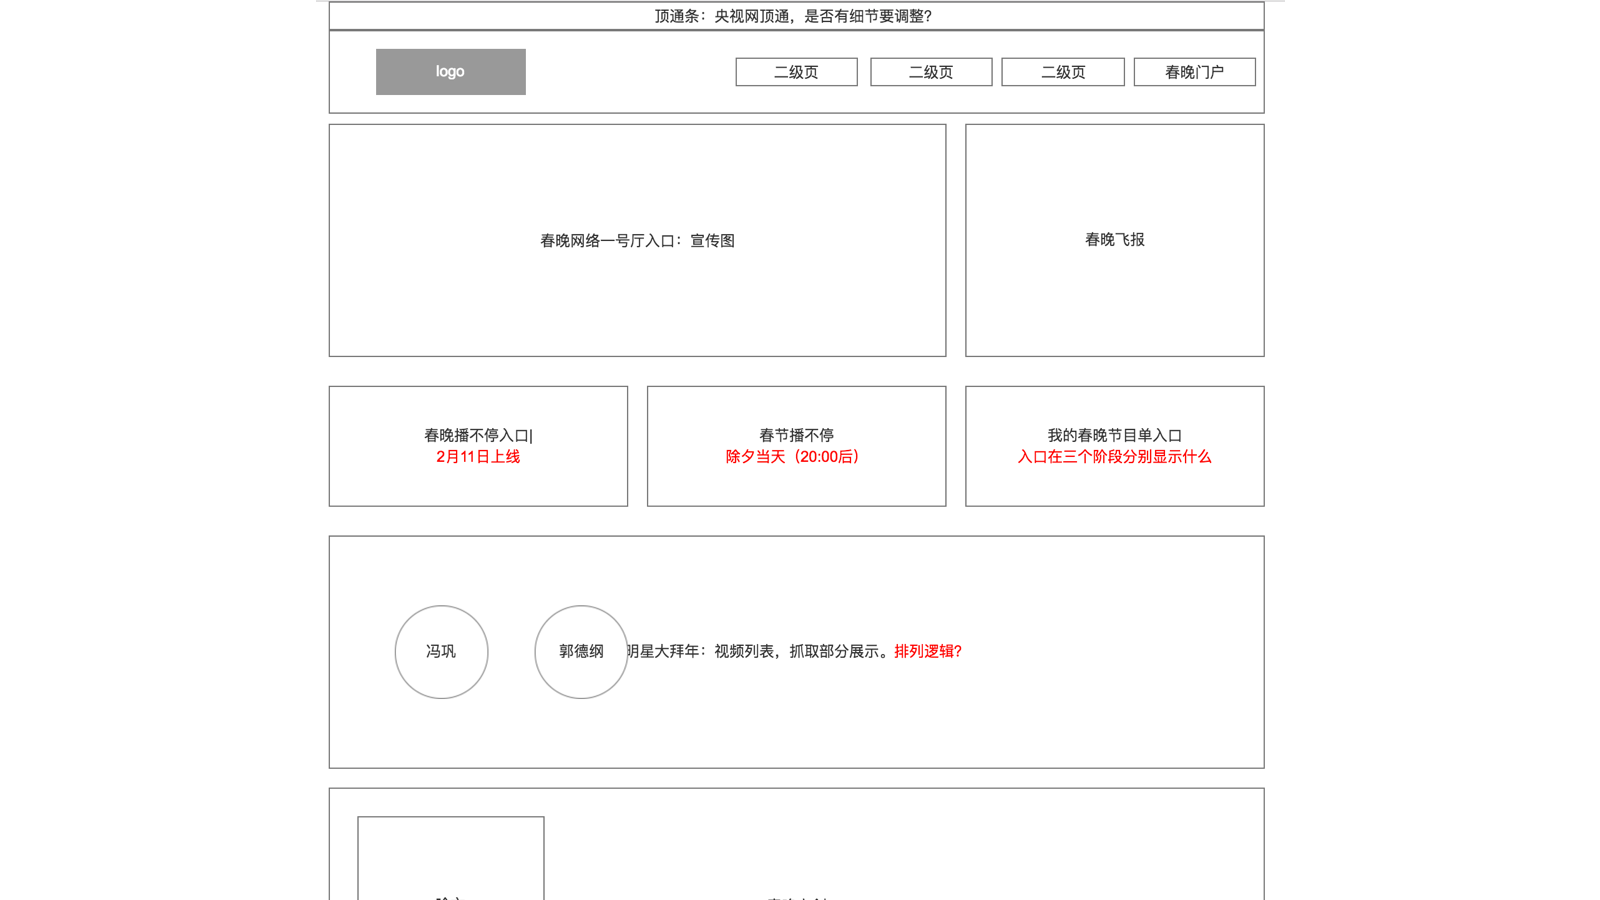 顶通条：央视网顶通，是否有细节要调整？
logo
二级页
二级页
二级页
春晚门户
春晚网络一号厅入口：宣传图
春晚飞报
春晚播不停入口|
2月11日上线
春节播不停
除夕当天（20:00后）
我的春晚节目单入口
入口在三个阶段分别显示什么
冯巩
郭德纲
明星大拜年：视频列表，抓取部分展示。排列逻辑？